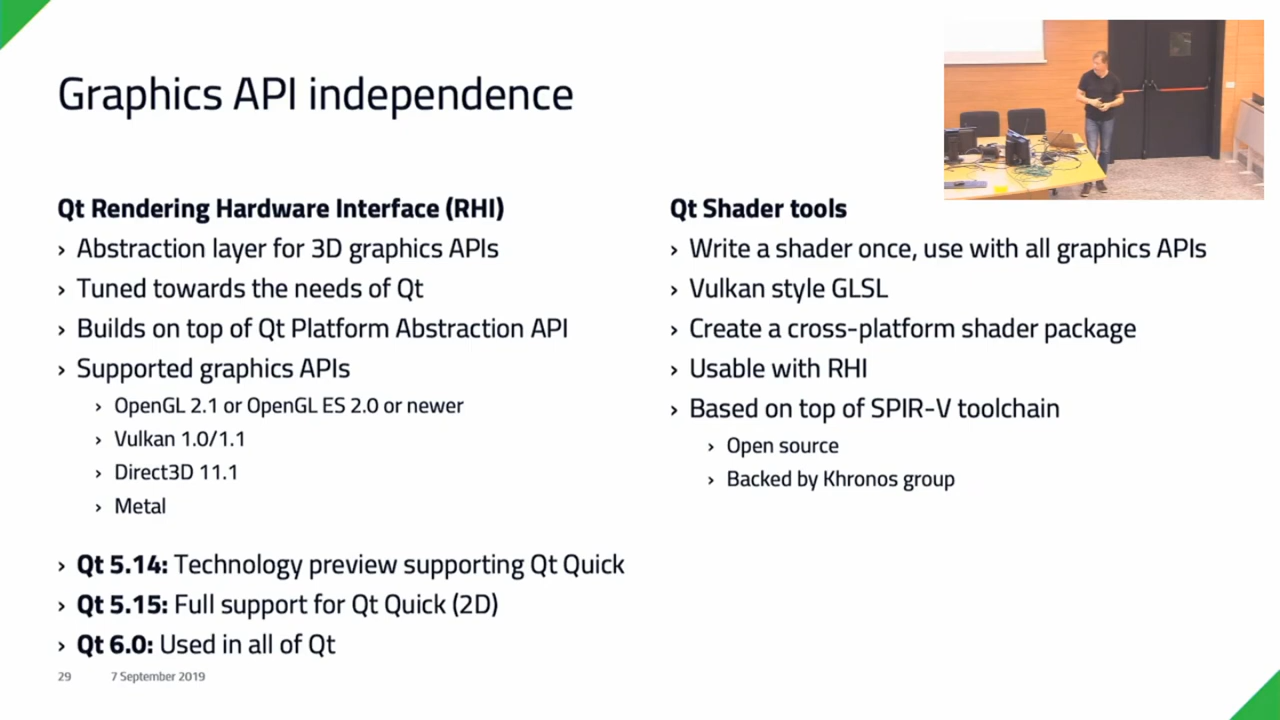 Graphics API independence
Qt Rendering Hardware Interface (RHI)
› Abstraction layer for 3D graphics APIs
› Tuned towards the needs of Qt
› Builds on top of Qt Platform Abstraction API
› Supported graphics APIs
› OpenGL 2.1 or OpenGL ES 2.0 or newer
› Vulkan 1.0/1.1
› Direct3D 11.1
› Metal
› Qt 5.14: Technology preview supporting Qt Quick
› Qt 5.15: Full support for Qt Quick (2D)
› Qt 6.0: Used in all of Qt
Qt Shader tools
› Write a shader once, use with all graphics APIs
› Vulkan style GLSL
› Create a cross-platform shader package
› Usable with RHI
› Based on top of SPIR-V toolchain
› Open source
› Backed by Khronos group
29 7 September 2019